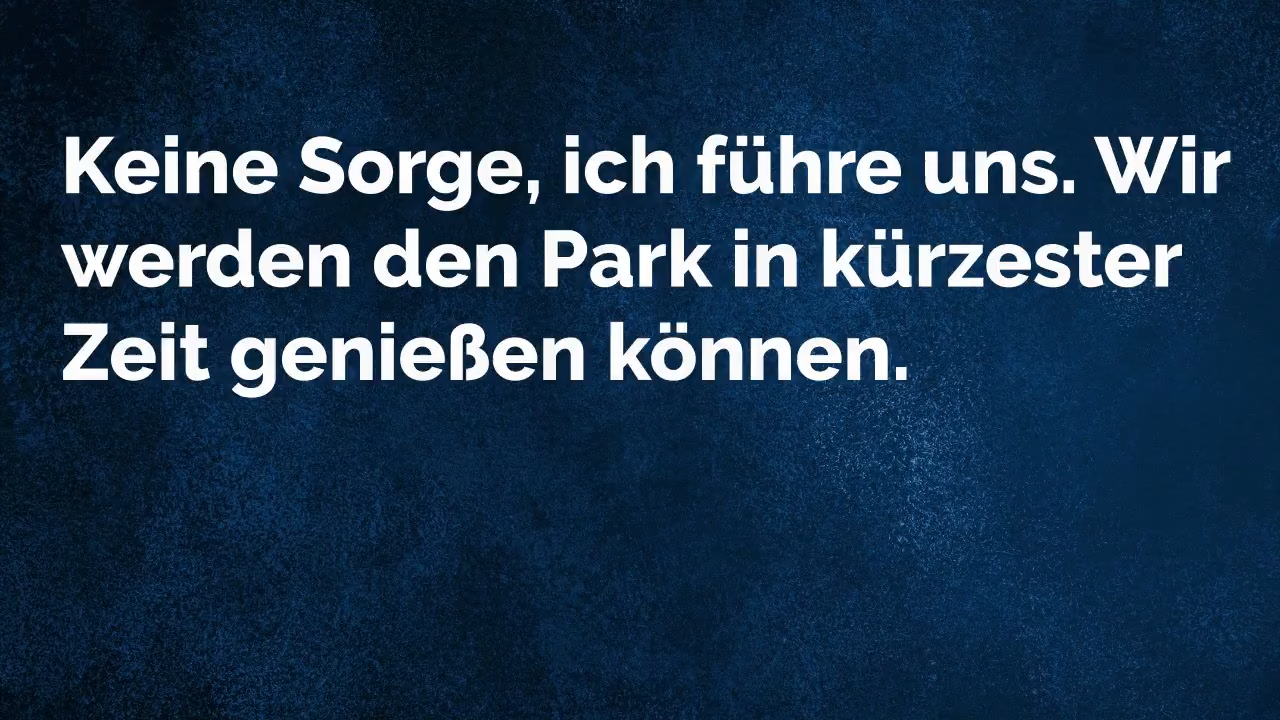 Keine Sorge, ich führe uns. Wir
werden den Park in kürzester
Zeit genießen können.